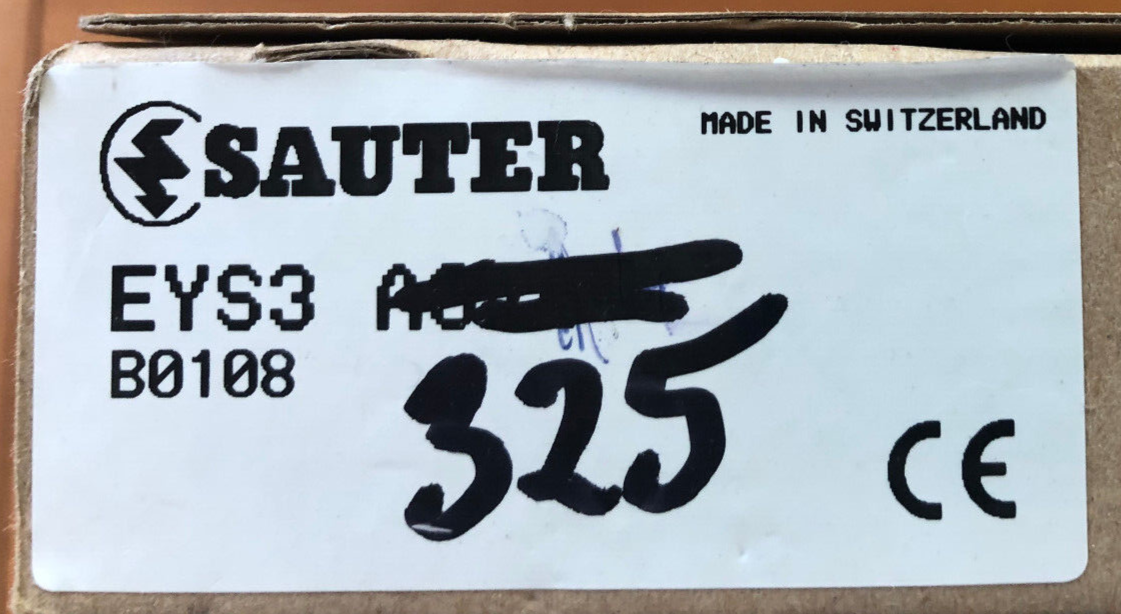 SAUTER
MADE IN SWITZERLAND
EYS3
B0108
325
CE